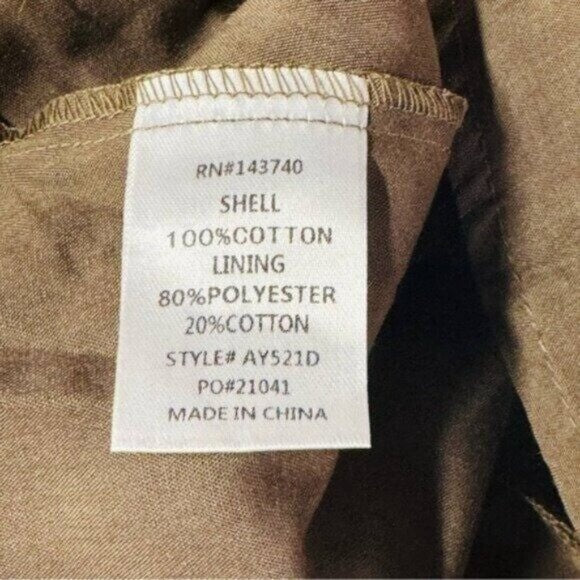 RN#143740
SHELL
100%COTTON
LINING
80%POLYESTER
20%COTTON
STYLE# AY521D
PO#21041
MADE IN CHINA